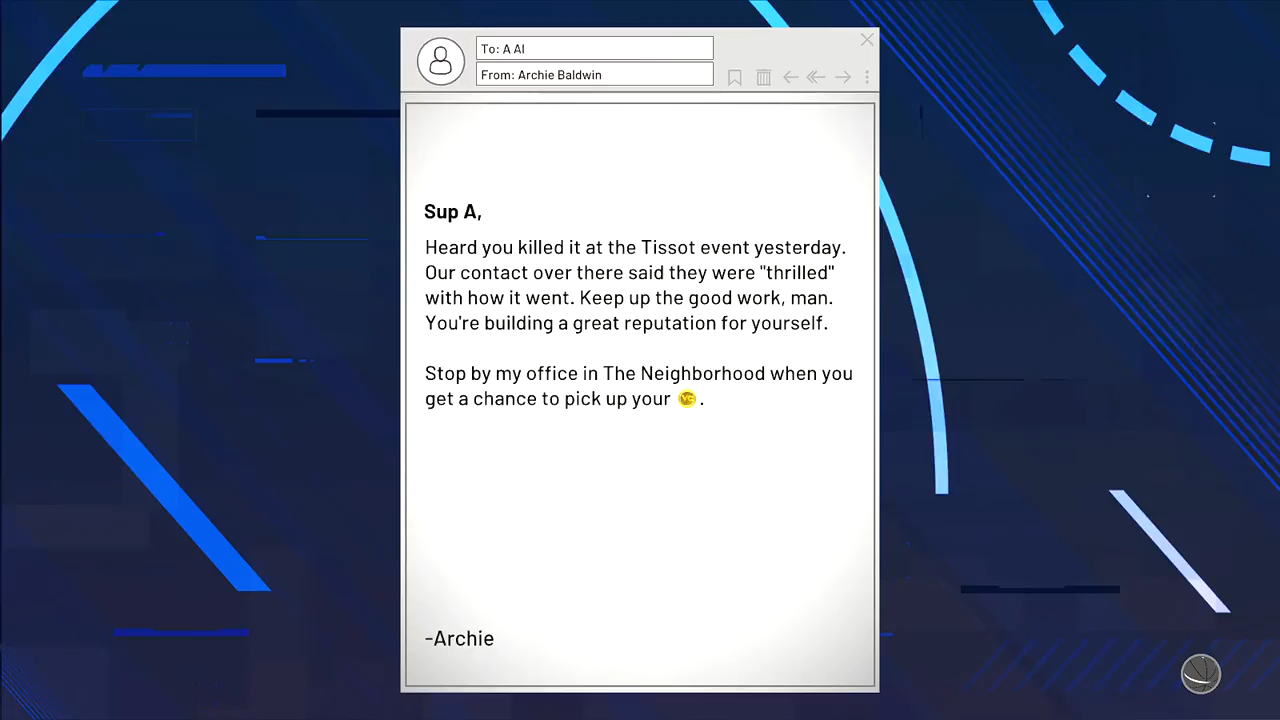 To: A AI
From: Archie Baldwin
Sup A,
Heard you killed it at the Tissot event yesterday.
Our contact over there said they were "thrilled"
with how it went. Keep up the good work, man.
You're building a great reputation for yourself.
Stop by my office in The Neighborhood when you
get a chance to pick up your VC .
-Archie